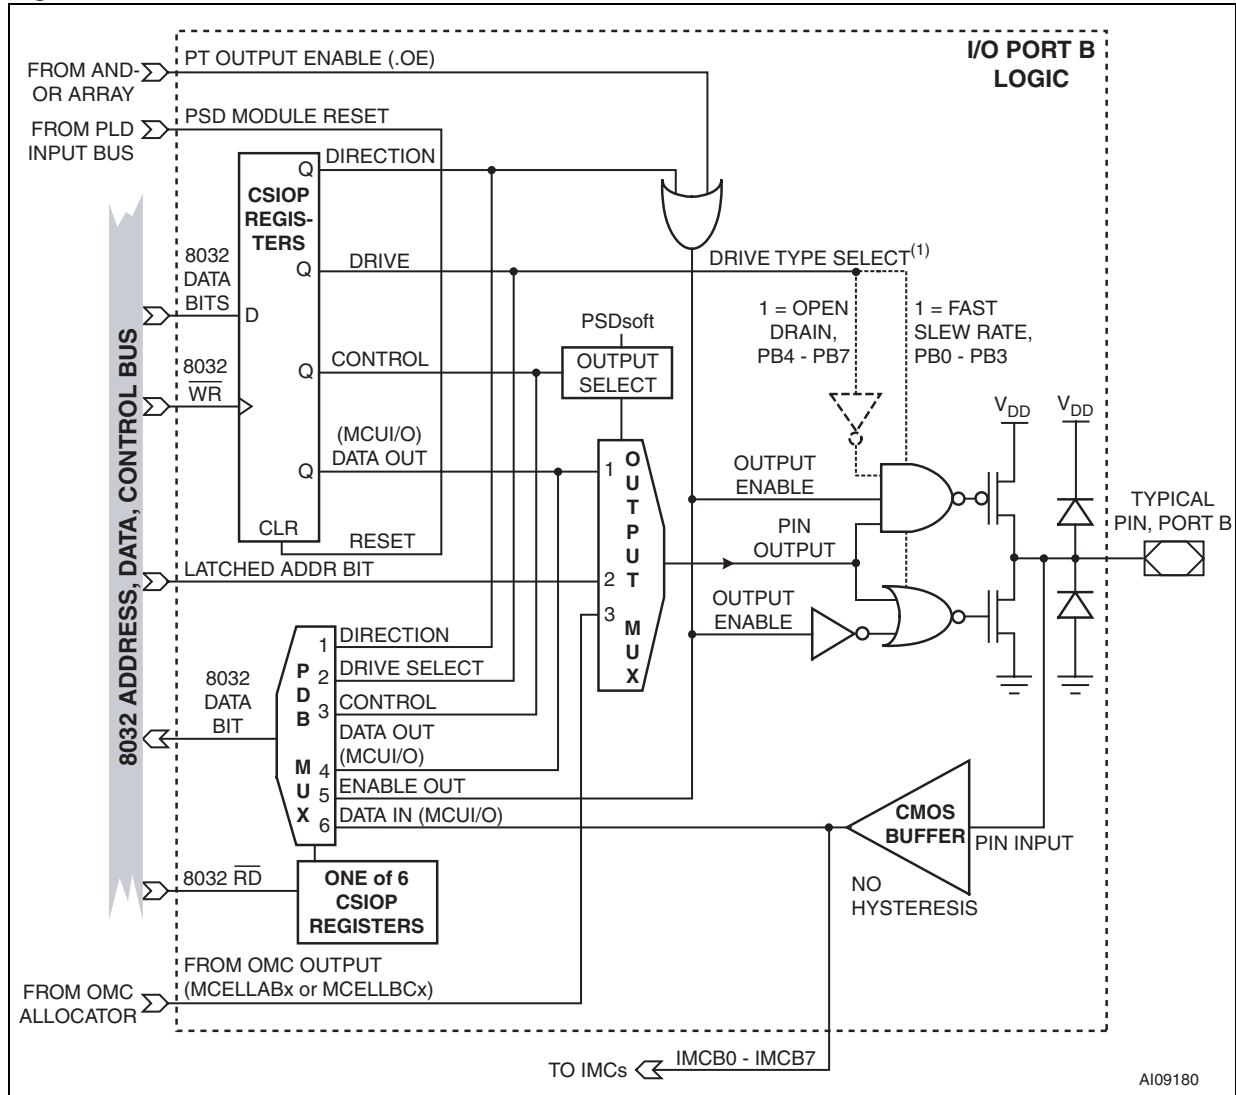 I/O PORT B
LOGIC
PT OUTPUT ENABLE (.OE)
FROM AND-
OR ARRAY
PSD MODULE RESET
FROM PLD
INPUT BUS
DIRECTION
Q
CSIOP
REGIS-
TERS
8032
DATA
BITS
D
Q
DRIVE
DRIVE TYPE SELECT(1)
1 = OPEN
DRAIN,
PB4 - PB7
1 = FAST
SLEW RATE,
PB0 - PB3
PSDsoft
OUTPUT
SELECT
8032
WR
Q
CONTROL
(MCUI/O)
DATA OUT
Q
CLR
RESET
LATCHED ADDR BIT
8032 ADDRESS, DATA, CONTROL BUS
1
2
3
OUTPUT MUX
OUTPUT
ENABLE
PIN
OUTPUT
OUTPUT
ENABLE
VDD
VDD
TYPICAL
PIN, PORT B
8032
DATA
BIT
PDB MUX
1
DIRECTION
2
DRIVE SELECT
3
CONTROL
DATA OUT
4
(MCUI/O)
5
ENABLE OUT
6
DATA IN (MCUI/O)
CMOS
BUFFER
PIN INPUT
NO
HYSTERESIS
8032 RD
ONE of 6
CSIOP
REGISTERS
FROM OMC OUTPUT
(MCELLABx or MCELLBCx)
FROM OMC
ALLOCATOR
TO IMCs
IMCB0 - IMCB7
AI09180